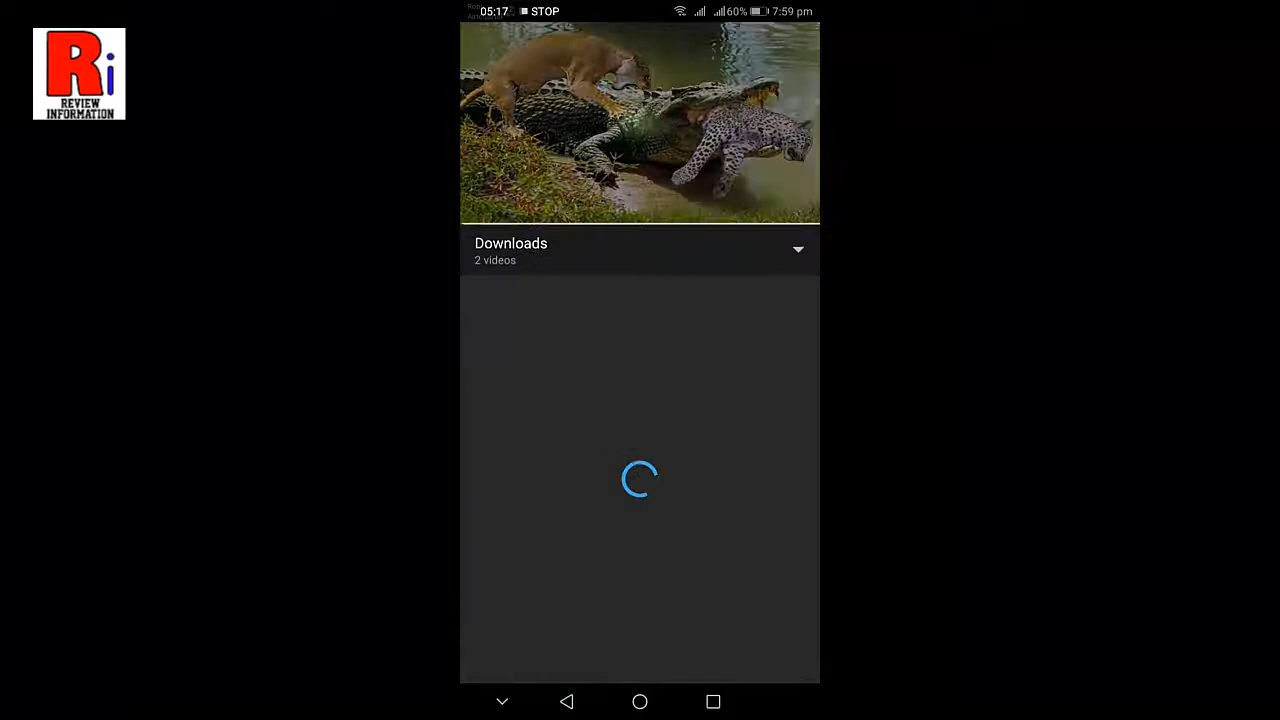 05:17 STOP 60% 7:59 pm
Ri
REVIEW
INFORMATION
Downloads
2 videos